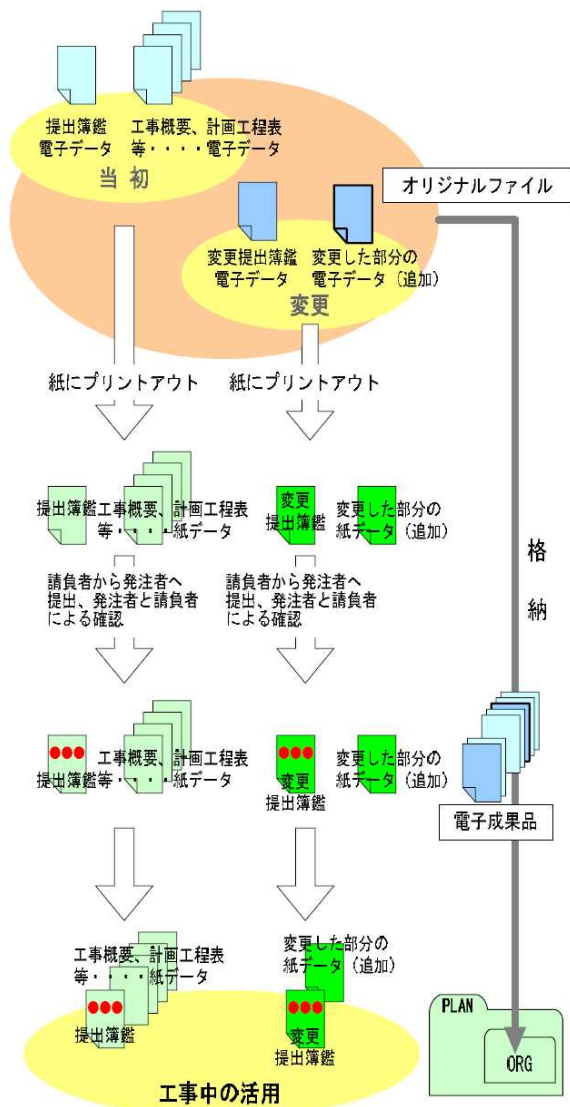 提出簿鑑
電子データ
工事概要、計画工程表
等・・・・電子データ
当 初
オリジナルファイル
変更提出簿鑑
電子データ
変更した部分の
電子データ（追加）
変更
紙にプリントアウト
紙にプリントアウト
提出簿鑑
工事概要、計画工程表
等・・・・紙データ
変更
提出簿鑑
変更した部分の
紙データ（追加）
格
納
請負者から発注者へ
提出、発注者と請負者
による確認
請負者から発注者へ
提出、発注者と請負者
による確認
提出簿鑑
工事概要、計画工程表
等・・・・紙データ
変更
提出簿鑑
変更した部分の
紙データ（追加）
電子成果品
工事概要、計画工程表
等・・・・紙データ
提出簿鑑
変更した部分の
紙データ（追加）
変更
提出簿鑑
PLAN
ORG
工事中の活用